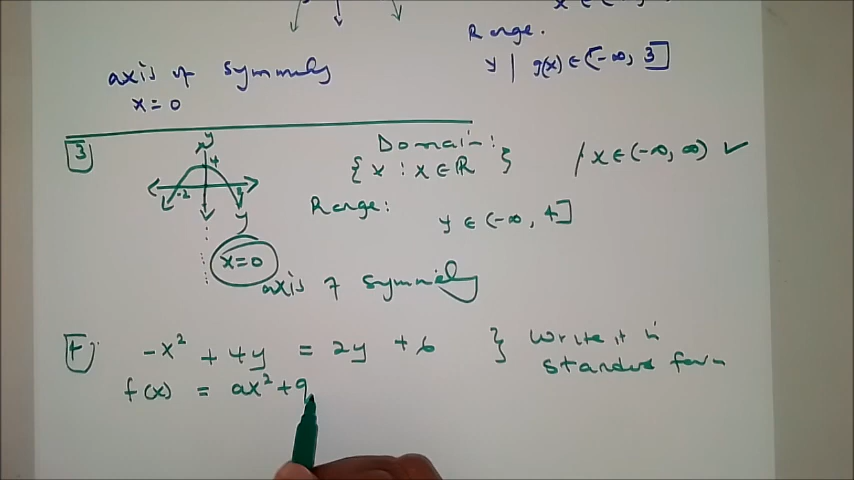 Range.
y | g(x) ∈ (-∞, 3]
axis of symmetry
x = 0
3
y
4
-2
x = 0
axis of symmetry
Domain:
{ x : x ∈ ℝ } / x ∈ (-∞, ∞) ✓
Range:
y ∈ (-∞, 4]
4.
-x² + 4y = 2y + 6 } Write it in
standard form
f(x) = ax² + q